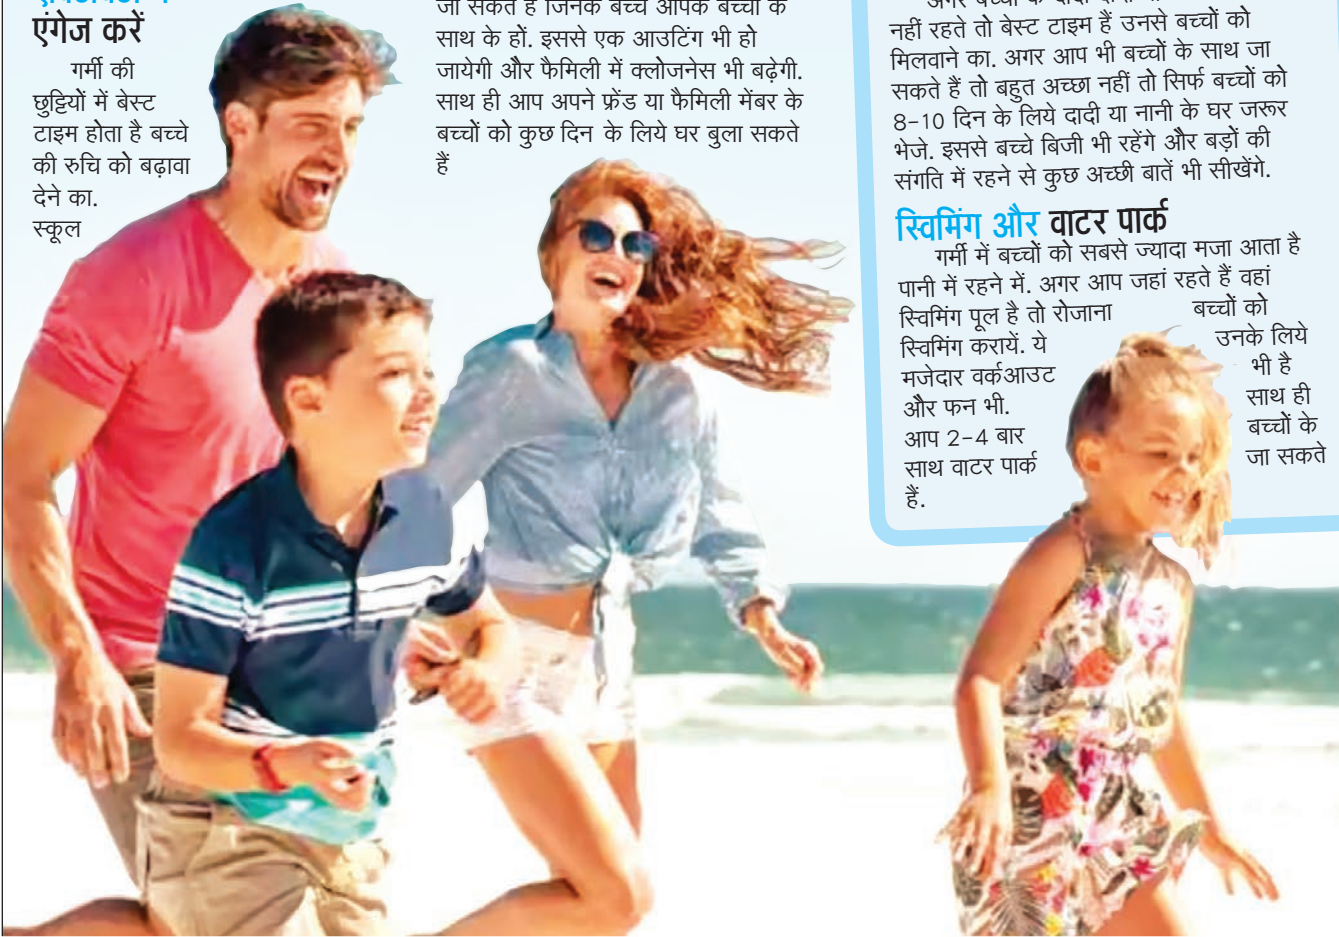 एंगेज करें
गर्मी की
छुट्टियों में बेस्ट
टाइम होता है बच्चे
की रुचि को बढ़ावा
देने का.
स्कूल
जा सकते हैं जिनके बच्चे आपके बच्चों के
साथ के हों. इससे एक आउटिंग भी हो
जायेगी और फैमिली में क्लोजनेस भी बढ़ेगी.
साथ ही आप अपने फ्रेंड या फैमिली मेंबर के
बच्चों को कुछ दिन के लिये घर बुला सकते
हैं
नहीं रहते तो बेस्ट टाइम हैं उनसे बच्चों को
मिलवाने का. अगर आप भी बच्चों के साथ जा
सकते हैं तो बहुत अच्छा नहीं तो सिर्फ बच्चों को
8-10 दिन के लिये दादी या नानी के घर जरूर
भेजे. इससे बच्चे बिजी भी रहेंगे और बड़ों की
संगति में रहने से कुछ अच्छी बातें भी सीखेंगे.
स्विमिंग और वाटर पार्क
गर्मी में बच्चों को सबसे ज्यादा मजा आता है
पानी में रहने में. अगर आप जहां रहते हैं वहां
स्विमिंग पूल है तो रोजाना बच्चों को
स्विमिंग करायें. ये उनके लिये
मजेदार वर्कआउट भी है
और फन भी. साथ ही
आप 2-4 बार बच्चों के
साथ वाटर पार्क जा सकते
हैं.